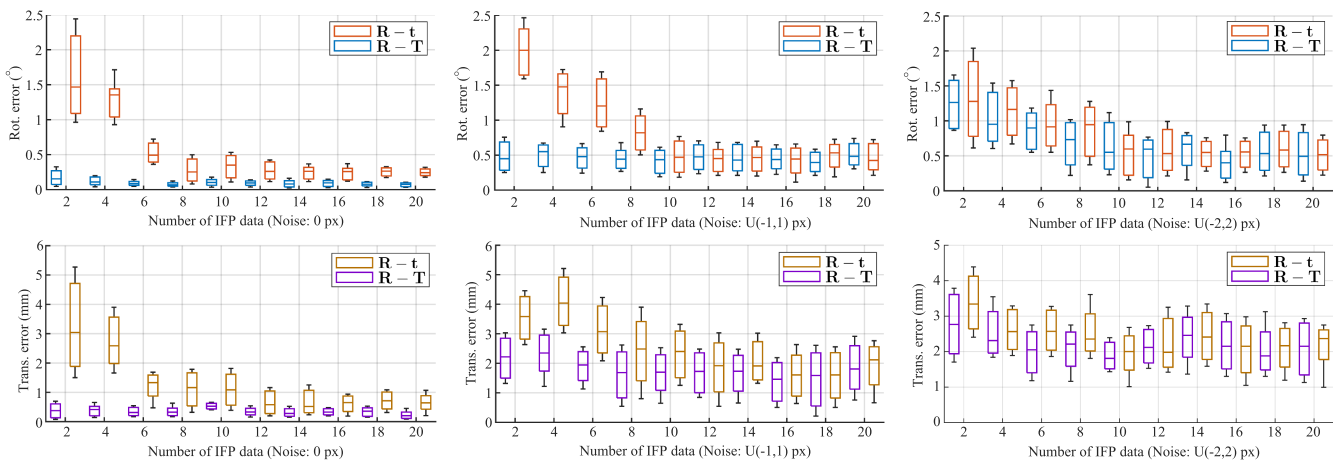 2.5
2
1.5
1
0.5
0
Rot. error (°)
R − t
R − T
2 4 6 8 10 12 14 16 18 20
Number of IFP data (Noise: 0 px)
2.5
2
1.5
1
0.5
0
Rot. error (°)
R − t
R − T
2 4 6 8 10 12 14 16 18 20
Number of IFP data (Noise: U(-1,1) px)
2.5
2
1.5
1
0.5
0
Rot. error (°)
R − t
R − T
2 4 6 8 10 12 14 16 18 20
Number of IFP data (Noise: U(-2,2) px)
6
5
4
3
2
1
0
Trans. error (mm)
R − t
R − T
2 4 6 8 10 12 14 16 18 20
Number of IFP data (Noise: 0 px)
6
5
4
3
2
1
0
Trans. error (mm)
R − t
R − T
2 4 6 8 10 12 14 16 18 20
Number of IFP data (Noise: U(-1,1) px)
5
4
3
2
1
0
Trans. error (mm)
R − t
R − T
2 4 6 8 10 12 14 16 18 20
Number of IFP data (Noise: U(-2,2) px)